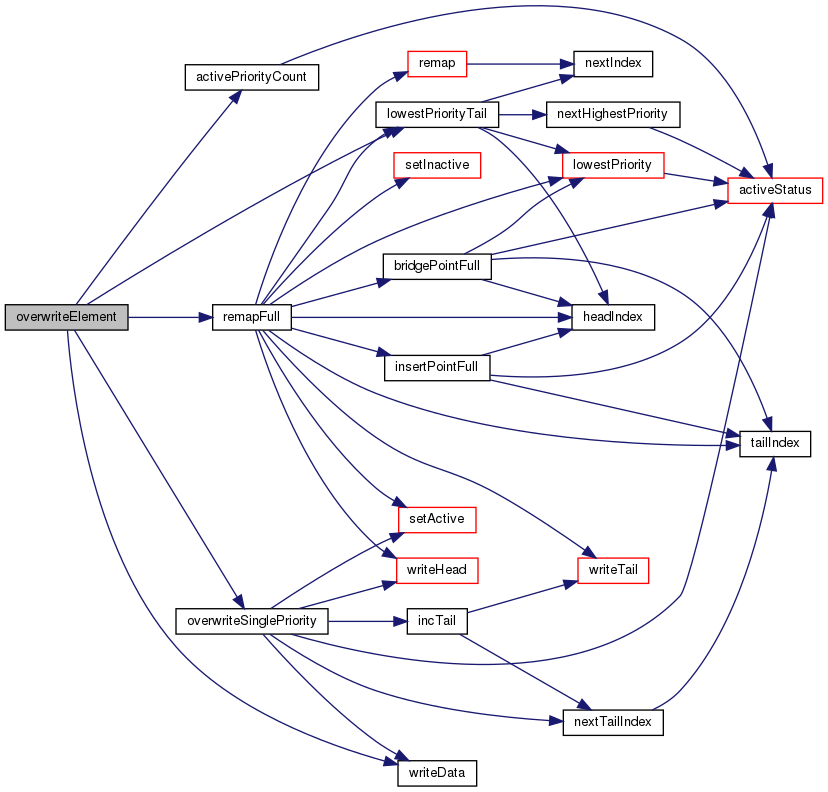 remap
nextIndex
activePriorityCount
lowestPriorityTail
nextHighestPriority
setInactive
lowestPriority
activeStatus
bridgePointFull
overwriteElement
remapFull
headIndex
insertPointFull
tailIndex
setActive
writeHead
writeTail
overwriteSinglePriority
incTail
nextTailIndex
writeData